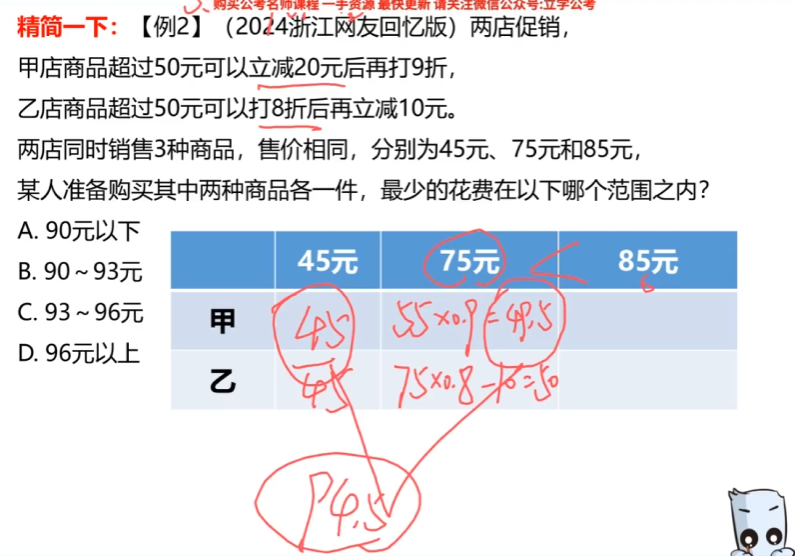 购买公考名师课程 一手资源 最快更新 请关注微信公众号:立学公考
精简一下：【例2】（2024浙江网友回忆版）两店促销，
甲店商品超过50元可以立减20元后再打9折，
乙店商品超过50元可以打8折后再立减10元。
两店同时销售3种商品，售价相同，分别为45元、75元和85元，
某人准备购买其中两种商品各一件，最少的花费在以下哪个范围之内？
A. 90元以下
B. 90～93元
C. 93～96元
D. 96元以上
45元 75元 < 85元
甲 45 55×0.9=49.5
乙 45 75×0.8-10=50
94.5